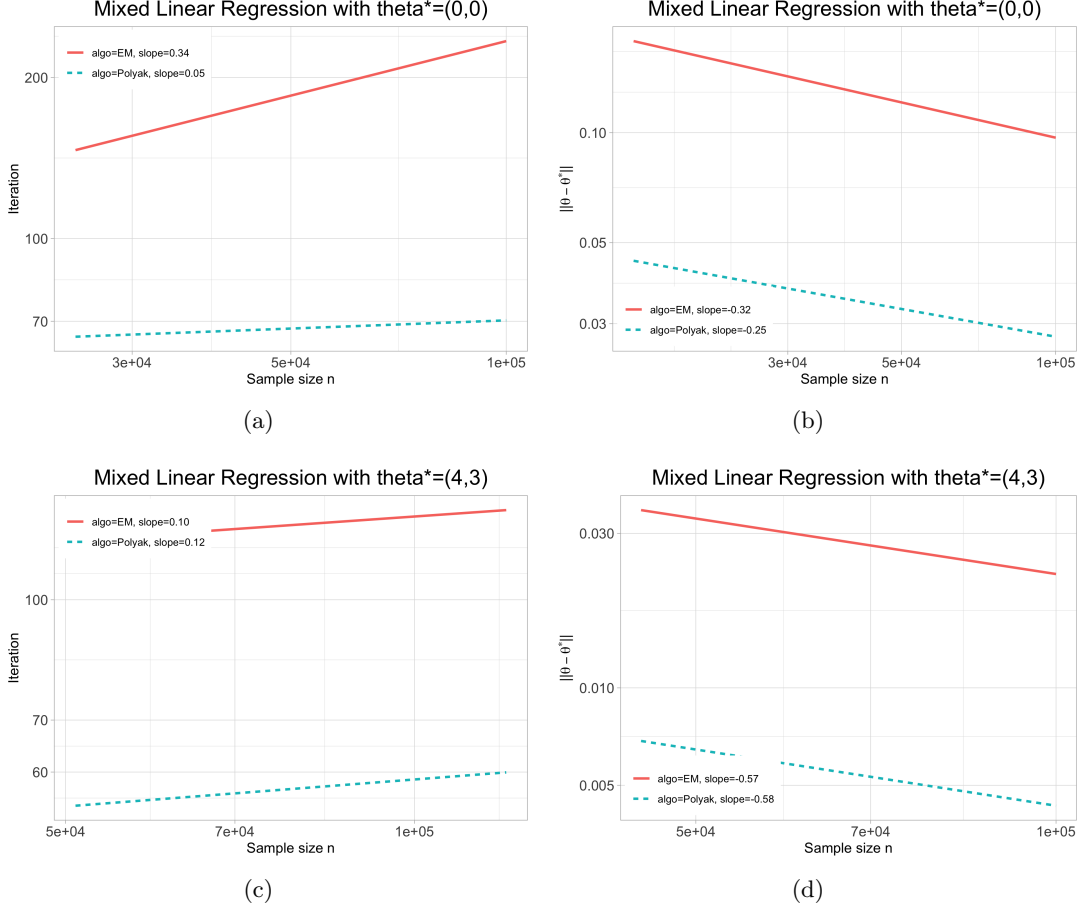 Mixed Linear Regression with theta*=(0,0)
algo=EM, slope=0.34
algo=Polyak, slope=0.05
200
100
70
Iteration
3e+04
5e+04
1e+05
Sample size n
(a)
Mixed Linear Regression with theta*=(0,0)
0.10
0.05
0.03
||θ − θ*||
algo=EM, slope=-0.32
algo=Polyak, slope=-0.25
3e+04
5e+04
1e+05
Sample size n
(b)
Mixed Linear Regression with theta*=(4,3)
algo=EM, slope=0.10
algo=Polyak, slope=0.12
100
70
60
Iteration
5e+04
7e+04
1e+05
Sample size n
(c)
Mixed Linear Regression with theta*=(4,3)
0.030
0.010
0.005
||θ − θ*||
algo=EM, slope=-0.57
algo=Polyak, slope=-0.58
5e+04
7e+04
1e+05
Sample size n
(d)